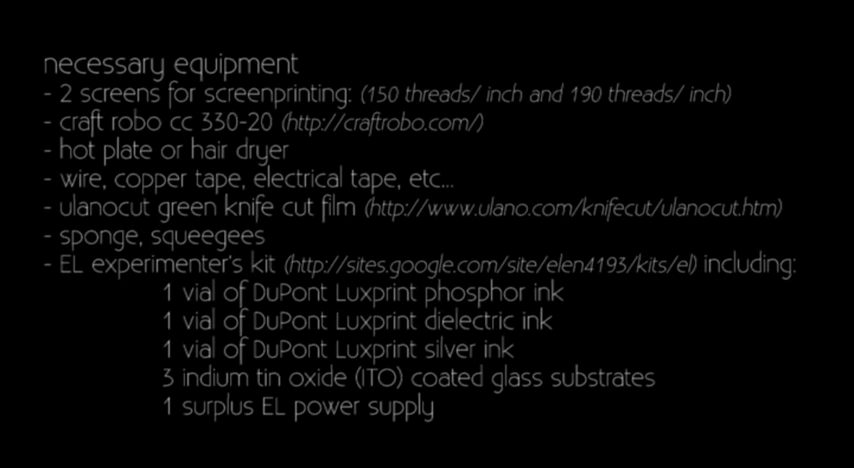 necessary equipment
- 2 screens for screenprinting: (150 threads/ inch and 190 threads/ inch)
- craft robo cc 330-20 (http://craftrobo.com/)
- hot plate or hair dryer
- wire, copper tape, electrical tape, etc...
- ulanocut green knife cut film (http://www.ulano.com/knifecut/ulanocut.htm)
- sponge, squeegees
- EL experimenter's kit (http://sites.google.com/site/elen4193/kits/el) including:
1 vial of DuPont Luxprint phosphor ink
1 vial of DuPont Luxprint dielectric ink
1 vial of DuPont Luxprint silver ink
3 indium tin oxide (ITO) coated glass substrates
1 surplus EL power supply